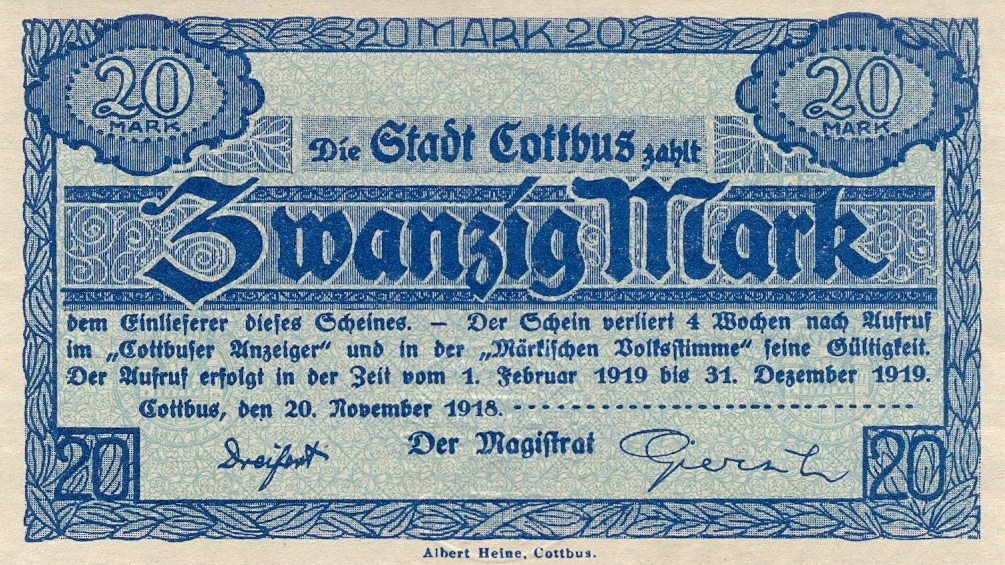 20 MARK 20
20 MARK
20 MARK
Die Stadt Cottbus zahlt
Zwanzig Mark
dem Einlieferer dieſes Scheines. — Der Schein verliert 4 Wochen nach Aufruf
im „Cottbuſer Anzeiger“ und in der „Märkiſchen Volksſtimme“ ſeine Gültigkeit.
Der Aufruf erfolgt in der Zeit vom 1. Februar 1919 bis 31. Dezember 1919.
Cottbus, den 20. November 1918.
Der Magiſtrat
Dreifert
20
20
Albert Heine, Cottbus.